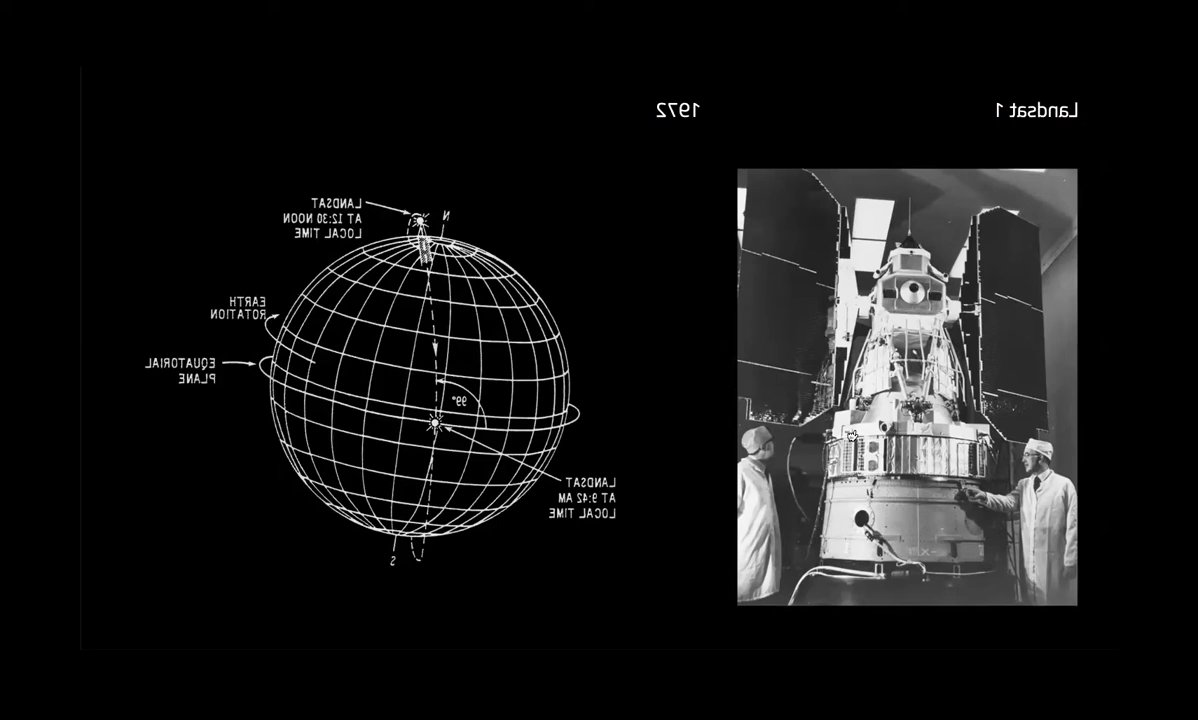 Landsat 1
1972
LANDSAT
AT 12:30 NOON
LOCAL TIME
N
EARTH
ROTATION
EQUATORIAL
PLANE
99°
LANDSAT
AT 9:42 AM
LOCAL TIME
S